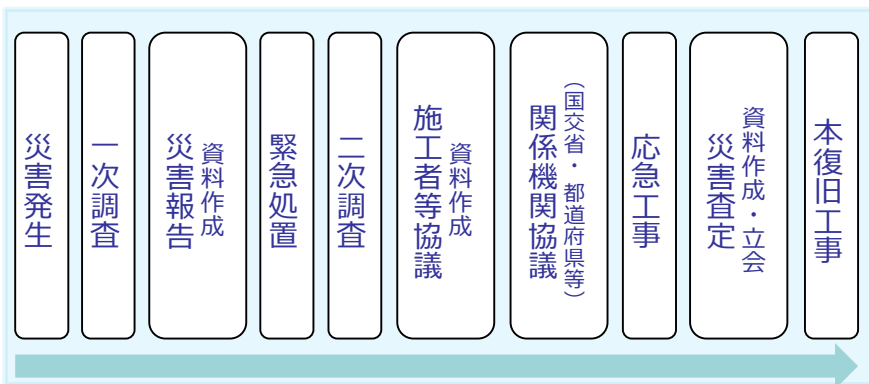 災害発生
一次調査
災害報告
資料作成
緊急処置
二次調査
施工者等協議
資料作成
関係機関協議
（国交省・都道府県等）
応急工事
災害査定
資料作成・立会
本復旧工事